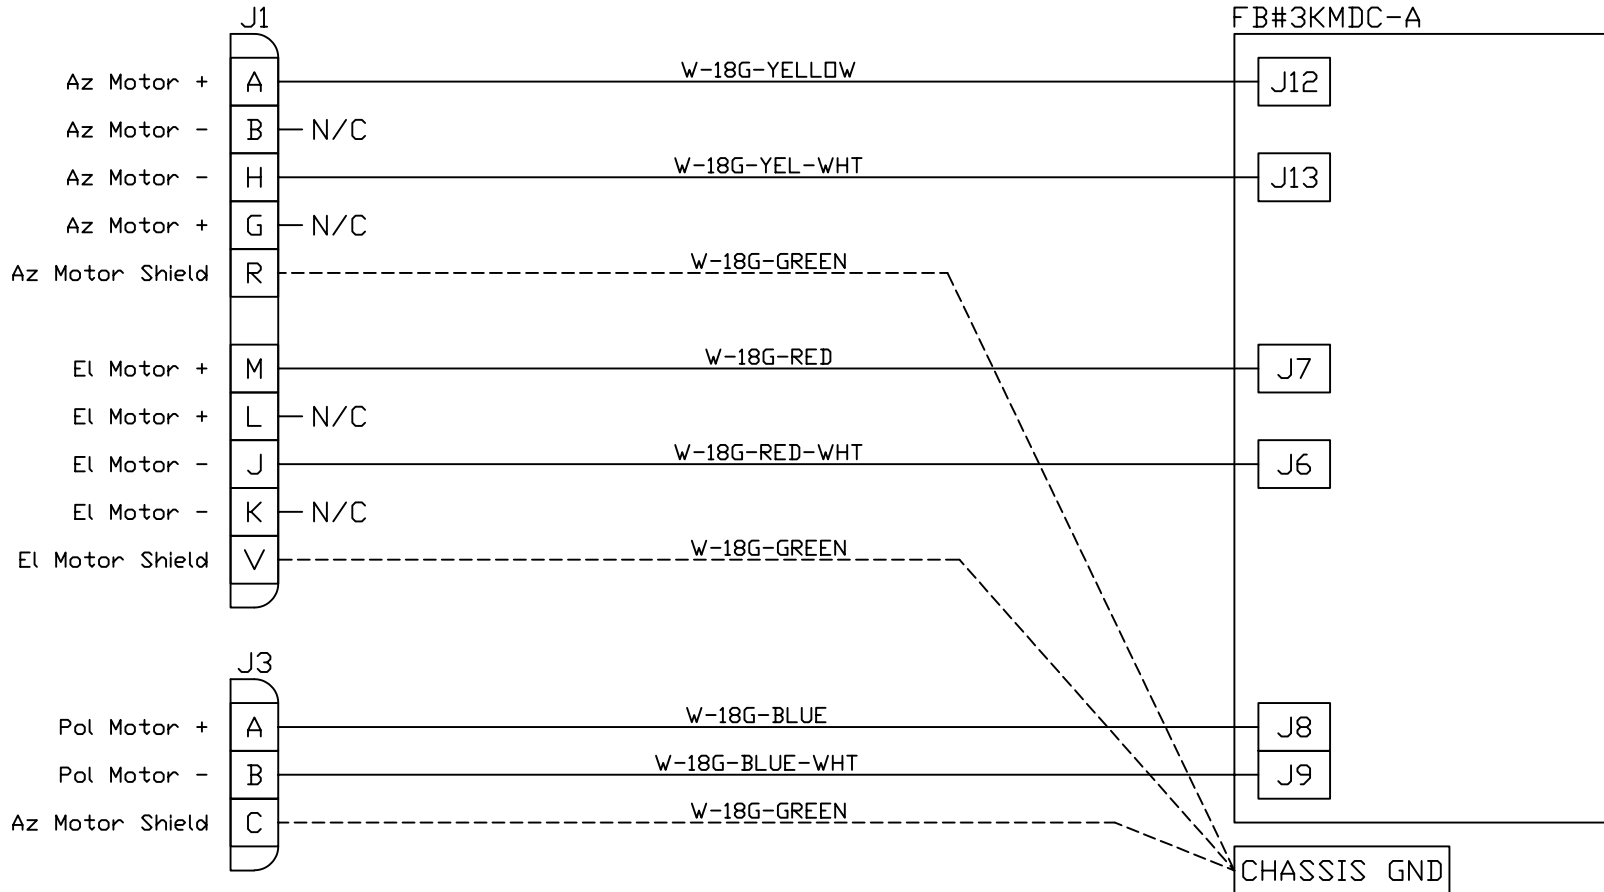 J1 FB#3KMDC-A
Az Motor + A W-18G-YELLOW J12
Az Motor - B N/C
Az Motor - H W-18G-YEL-WHT J13
Az Motor + G N/C
Az Motor Shield R W-18G-GREEN
El Motor + M W-18G-RED J7
El Motor + L N/C
El Motor - J W-18G-RED-WHT J6
El Motor - K N/C
El Motor Shield V W-18G-GREEN
J3
Pol Motor + A W-18G-BLUE J8
Pol Motor - B W-18G-BLUE-WHT J9
Az Motor Shield C W-18G-GREEN
CHASSIS GND